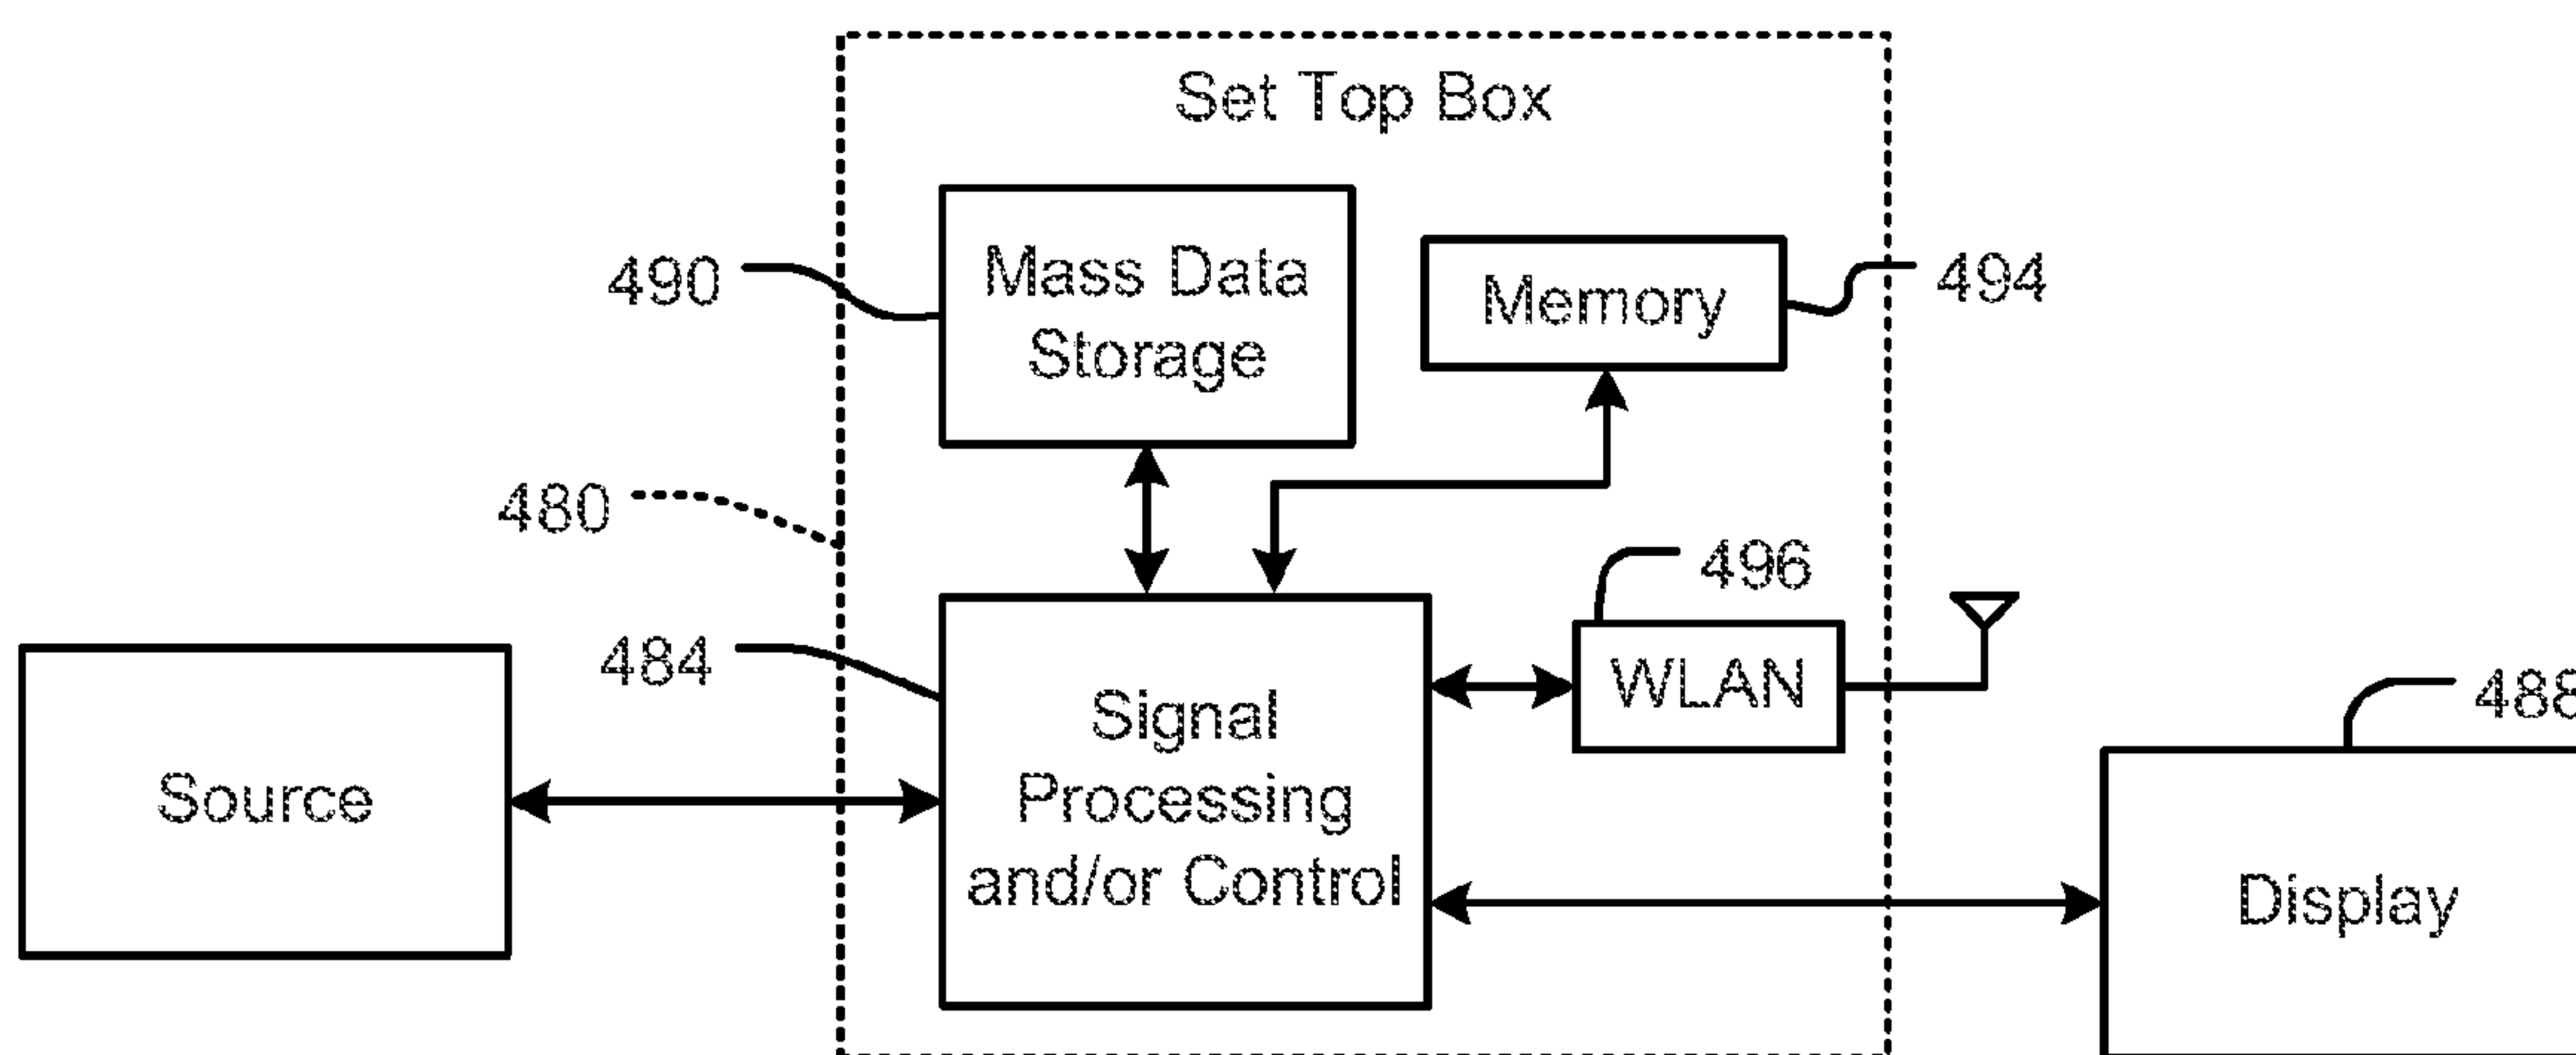 Set Top Box
490
Mass Data
Storage
Memory
494
480
496
484
WLAN
488
Source
Signal
Processing
and/or Control
Display